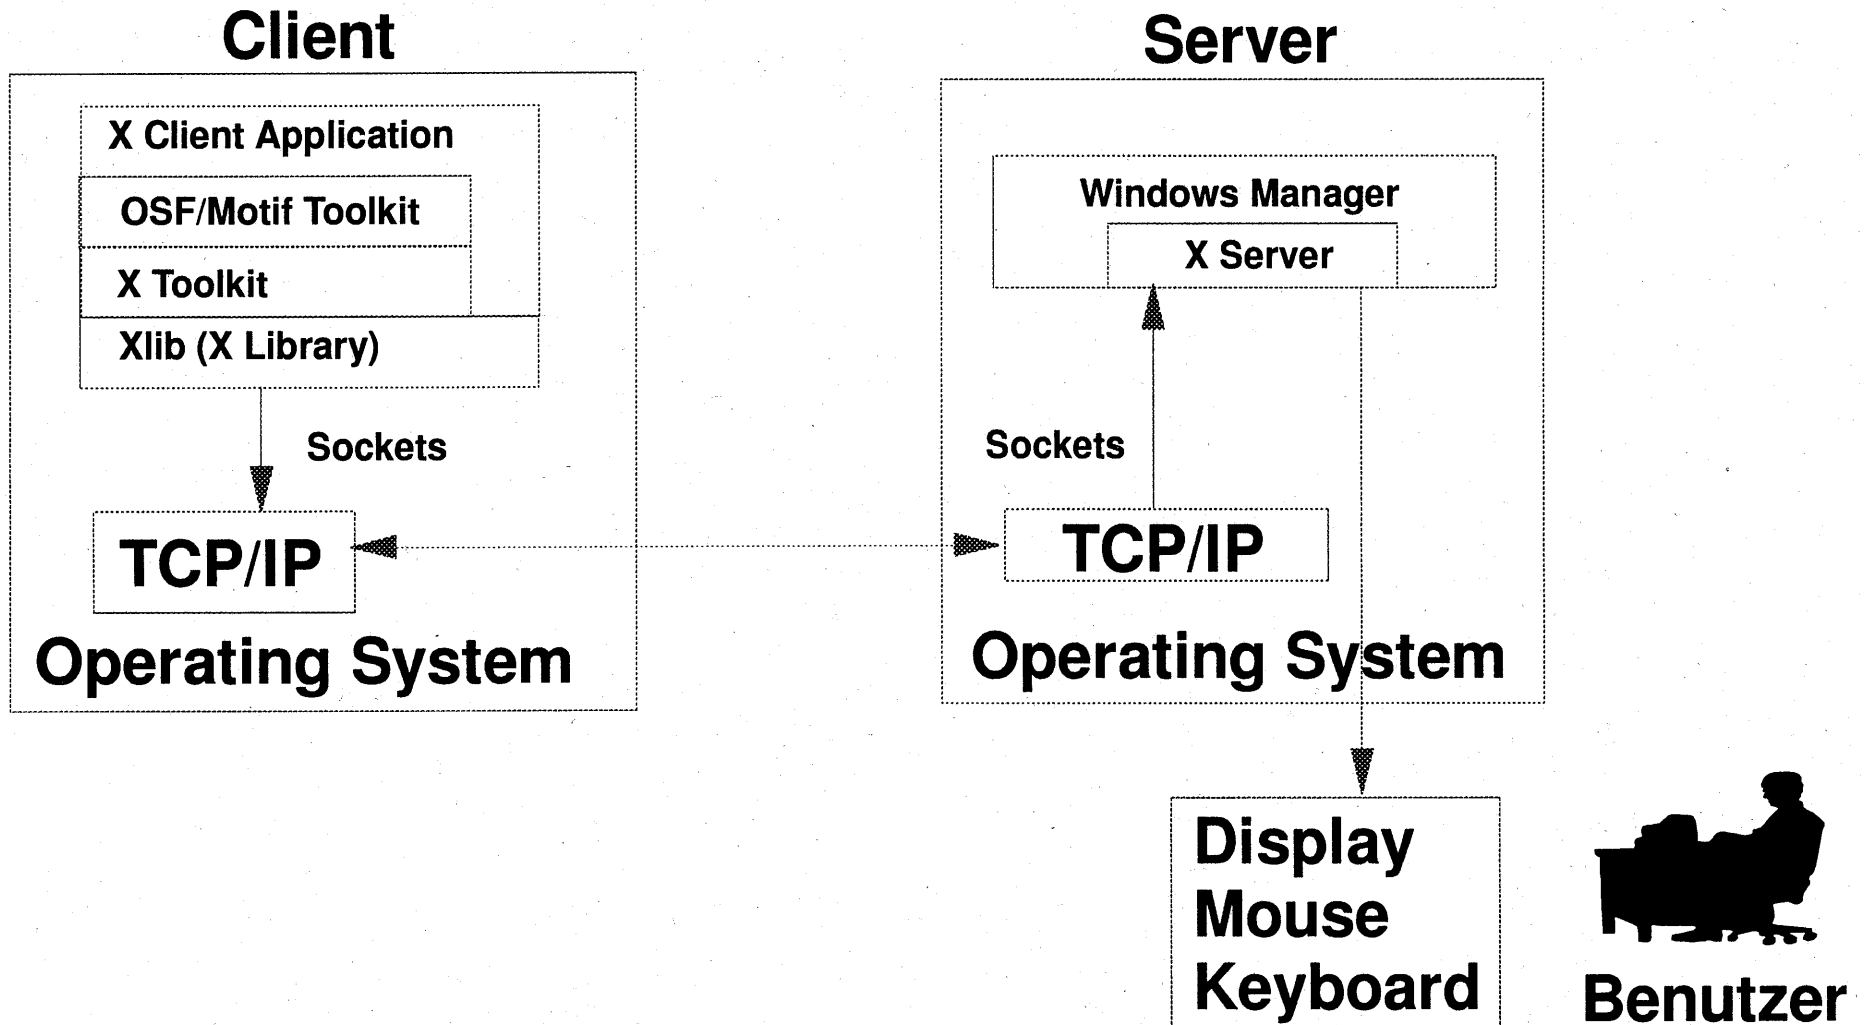 Client
X Client Application
OSF/Motif Toolkit
X Toolkit
Xlib (X Library)
Sockets
TCP/IP
Operating System
Server
Windows Manager
X Server
Sockets
TCP/IP
Operating System
Display
Mouse
Keyboard
Benutzer